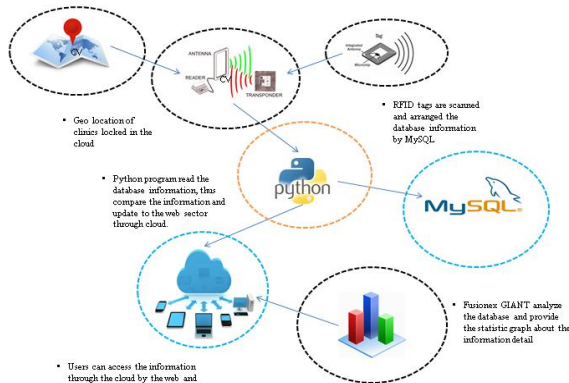 CV
ANTENNA
READER
CV
TRANSPONDER
Tag
Integrated
Antenna
Microchip
▪ Geo location of
clinics locked in the
cloud
▪ RFID tags are scanned
and arranged the
database information
by MySQL
▪ Python program read the
database information, thus
compare the information and
update to the web sector
through cloud.
python
MySQL®
▪ Fusionex GIANT analyze
the database and provide
the statistic graph about the
information detail
▪ Users can access the
information
through the cloud by the web and